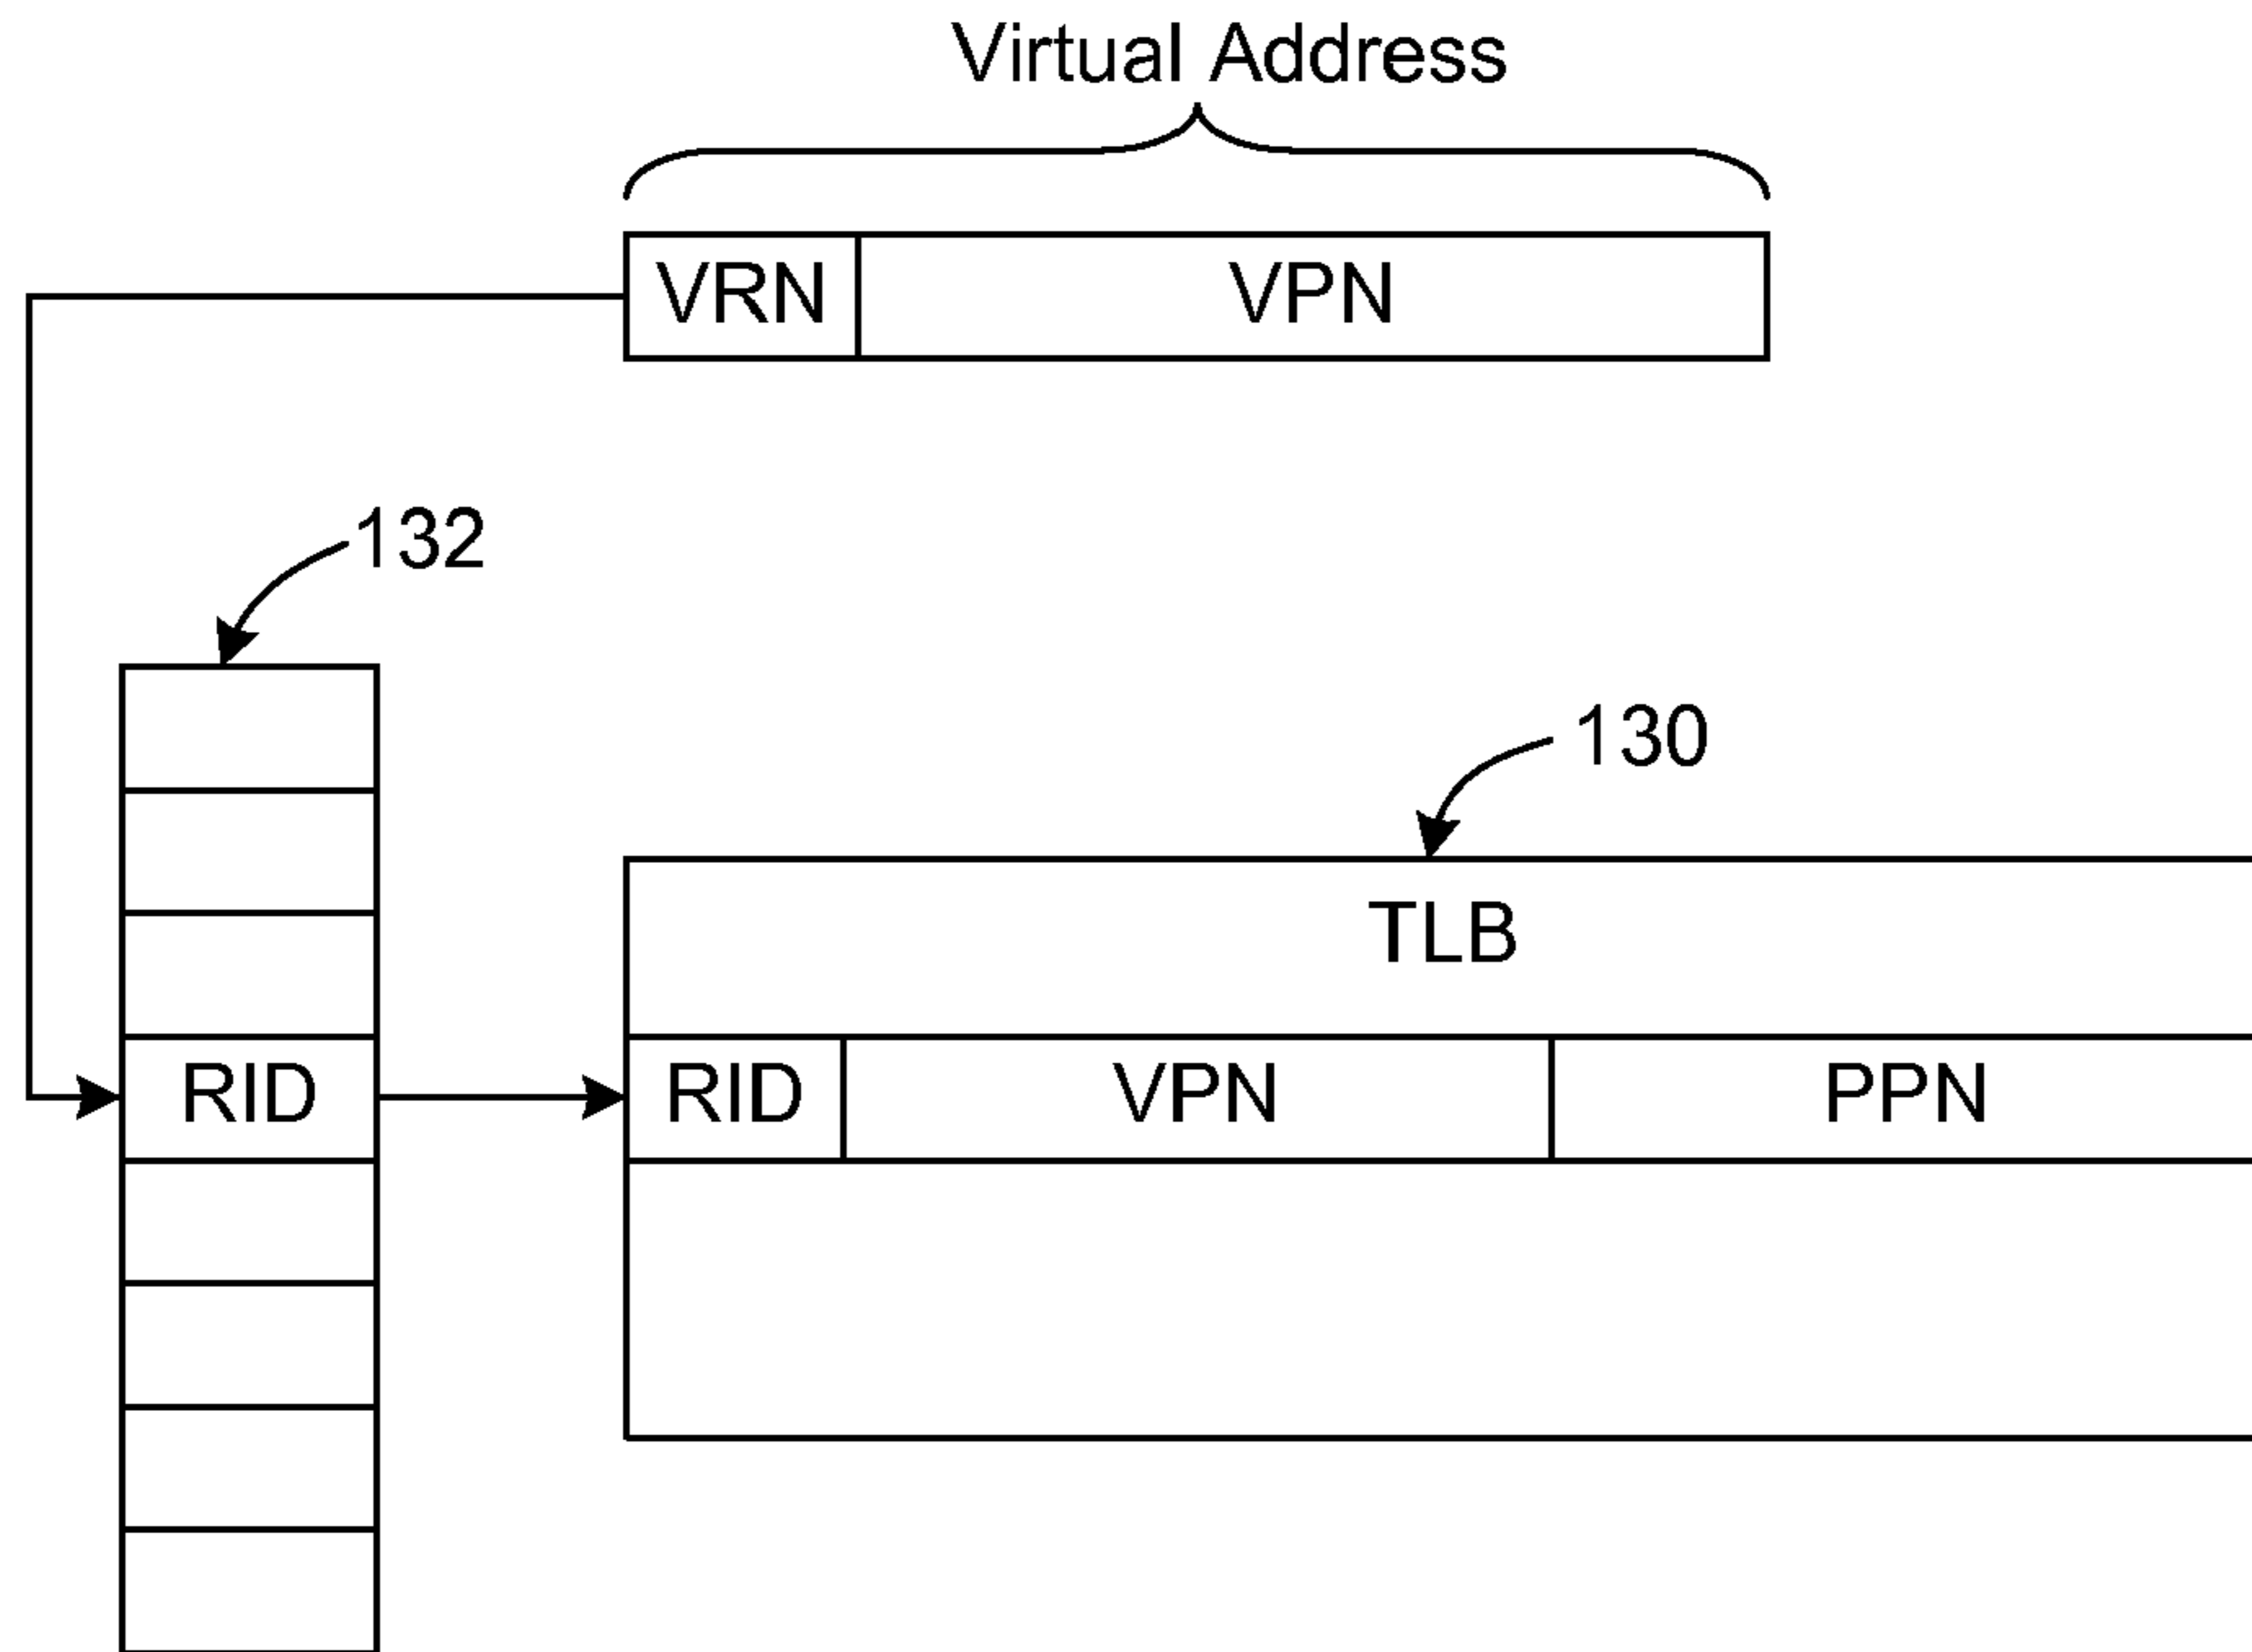 Virtual Address
VRN VPN
132
130
TLB
RID RID VPN PPN